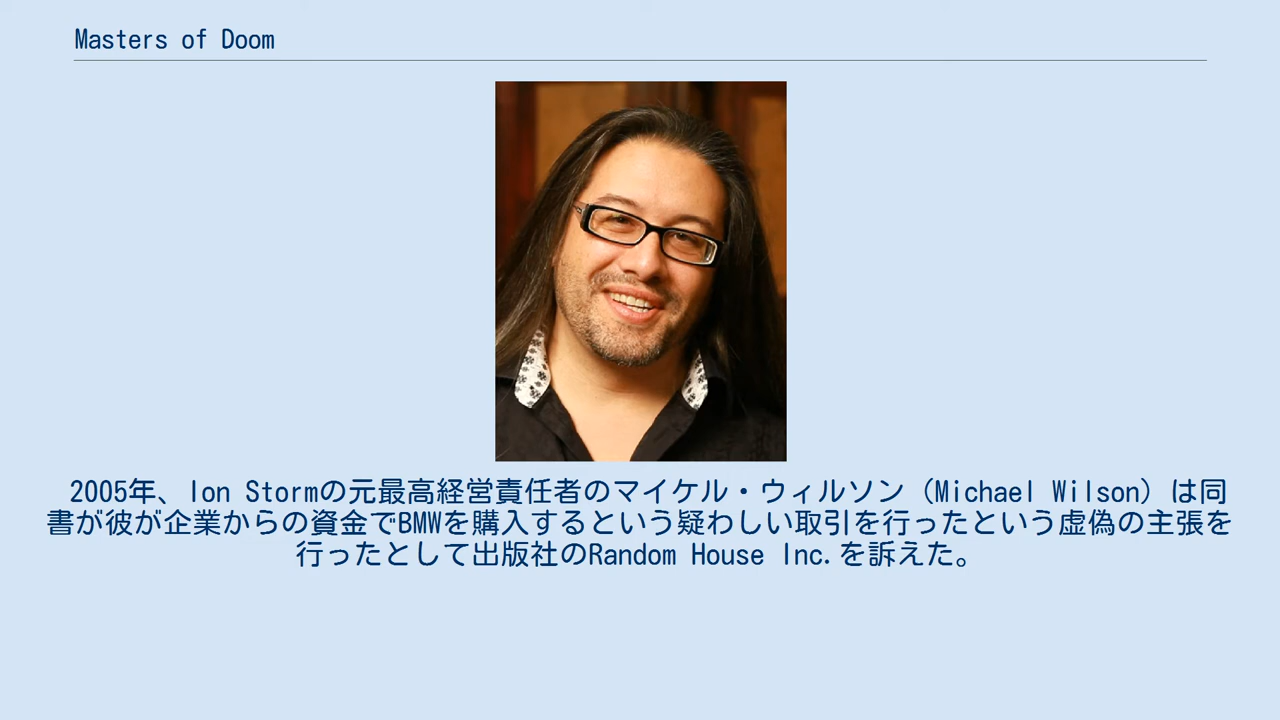 Masters of Doom
2005年、Ion Stormの元最高経営責任者のマイケル・ウィルソン（Michael Wilson）は同
書が彼が企業からの資金でBMWを購入するという疑わしい取引を行ったという虚偽の主張を
行ったとして出版社のRandom House Inc.を訴えた。